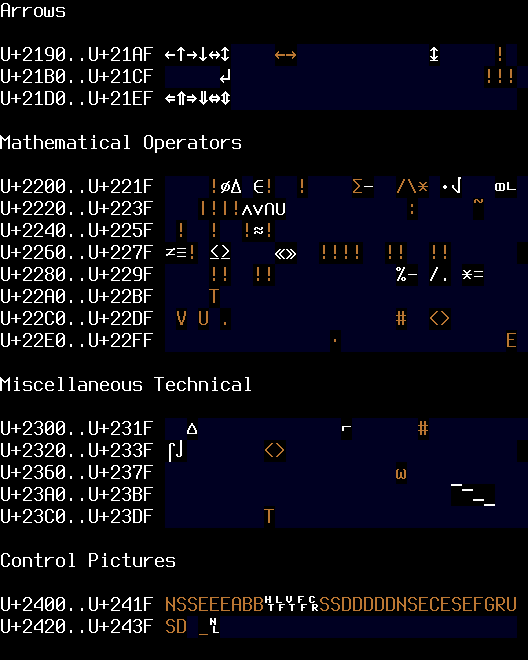 Arrows
U+2190..U+21AF ←↑→↓↔↕ ←→ ↨ !
U+21B0..U+21CF ↵ !!!
U+21D0..U+21EF ⇐⇑⇒⇓⇔⇕
Mathematical Operators
U+2200..U+221F !∅∆ ∈! ! Σ− /\* ∙√ ∞∟
U+2220..U+223F |!|!∧∨∩∪ : ~
U+2240..U+225F ! ! !≈!
U+2260..U+227F ≠≡! ≤≥ «» !!!! !! !!
U+2280..U+229F !! !! %- /. *=
U+22A0..U+22BF T
U+22C0..U+22DF V U . # <>
U+22E0..U+22FF · E
Miscellaneous Technical
U+2300..U+231F ⌂ ⌐ #
U+2320..U+233F ⌠⌡ <>
U+2360..U+237F ω
U+23A0..U+23BF ⎺⎻⎼⎽
U+23C0..U+23DF T
Control Pictures
U+2400..U+241F NSSEEEABB␉␊␋␌␍SSDDDDDNSECESEFGRU
U+2420..U+243F SD _␤